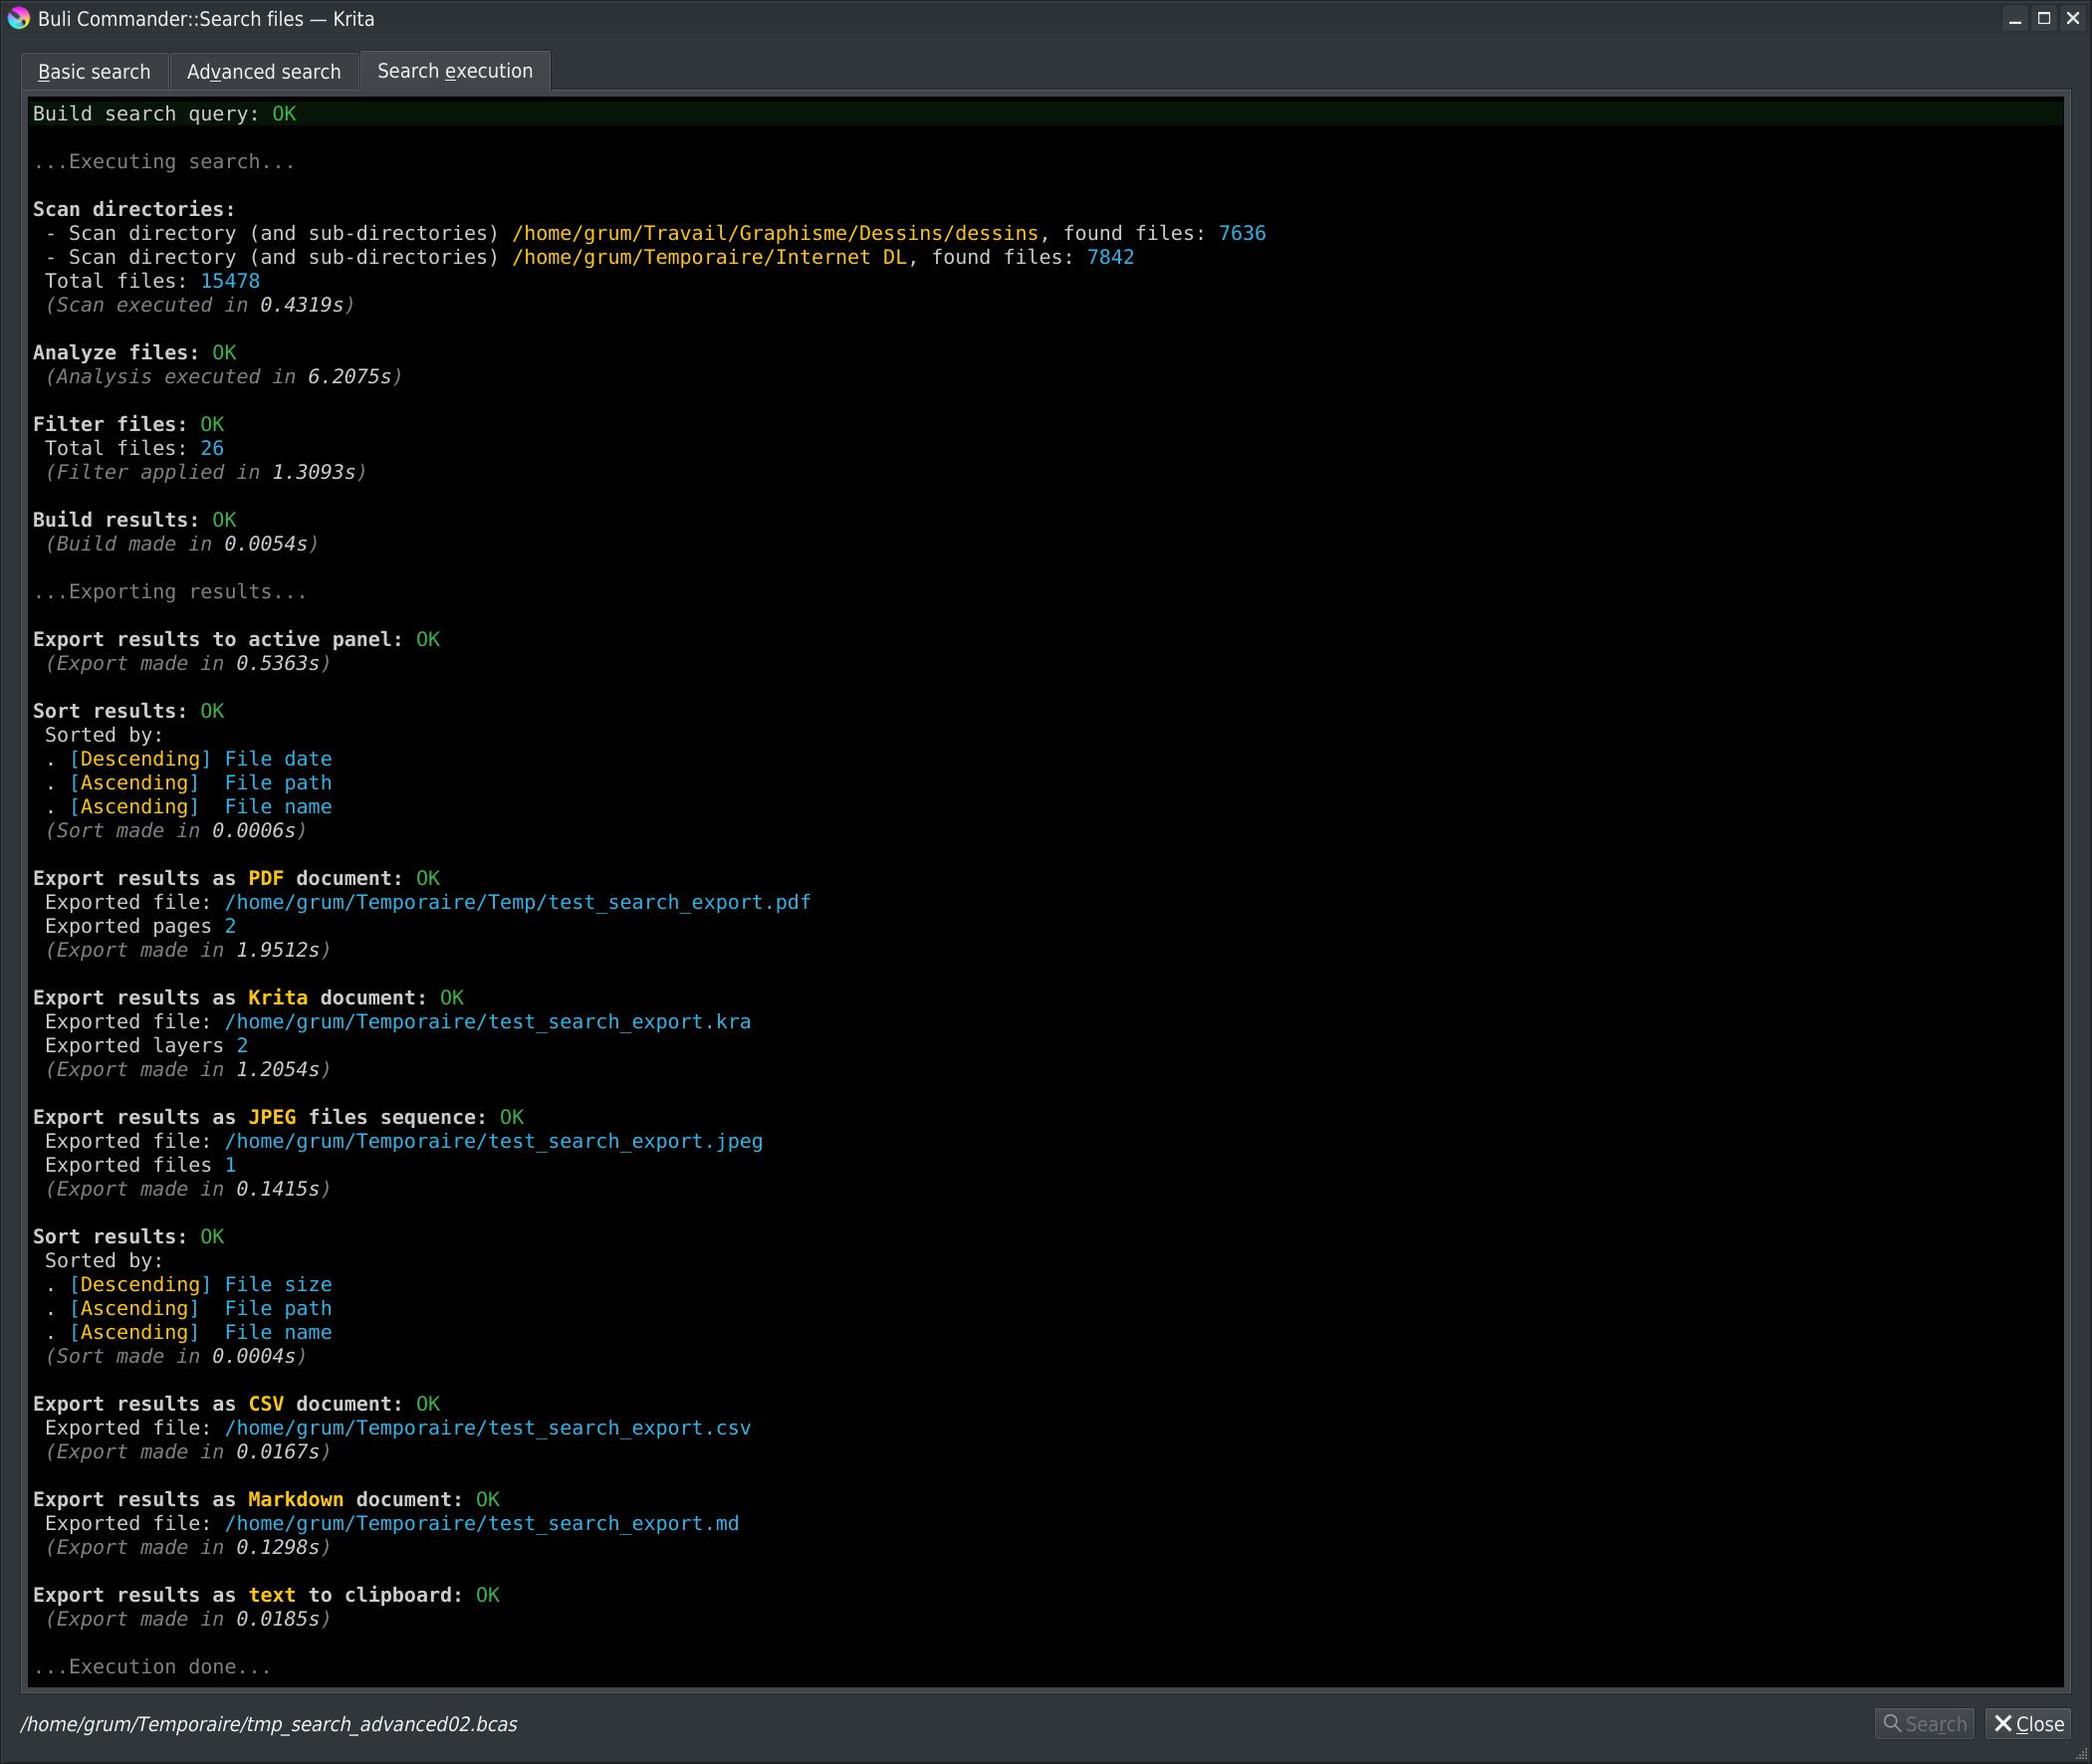 Buli Commander::Search files — Krita
Basic search Advanced search Search execution
Build search query: OK
...Executing search...
Scan directories:
- Scan directory (and sub-directories) /home/grum/Travail/Graphisme/Dessins/dessins, found files: 7636
- Scan directory (and sub-directories) /home/grum/Temporaire/Internet DL, found files: 7842
Total files: 15478
(Scan executed in 0.4319s)
Analyze files: OK
(Analysis executed in 6.2075s)
Filter files: OK
Total files: 26
(Filter applied in 1.3093s)
Build results: OK
(Build made in 0.0054s)
...Exporting results...
Export results to active panel: OK
(Export made in 0.5363s)
Sort results: OK
Sorted by:
. [Descending] File date
. [Ascending]  File path
. [Ascending]  File name
(Sort made in 0.0006s)
Export results as PDF document: OK
Exported file: /home/grum/Temporaire/Temp/test_search_export.pdf
Exported pages 2
(Export made in 1.9512s)
Export results as Krita document: OK
Exported file: /home/grum/Temporaire/test_search_export.kra
Exported layers 2
(Export made in 1.2054s)
Export results as JPEG files sequence: OK
Exported file: /home/grum/Temporaire/test_search_export.jpeg
Exported files 1
(Export made in 0.1415s)
Sort results: OK
Sorted by:
. [Descending] File size
. [Ascending]  File path
. [Ascending]  File name
(Sort made in 0.0004s)
Export results as CSV document: OK
Exported file: /home/grum/Temporaire/test_search_export.csv
(Export made in 0.0167s)
Export results as Markdown document: OK
Exported file: /home/grum/Temporaire/test_search_export.md
(Export made in 0.1298s)
Export results as text to clipboard: OK
(Export made in 0.0185s)
...Execution done...
/home/grum/Temporaire/tmp_search_advanced02.bcas Search Close